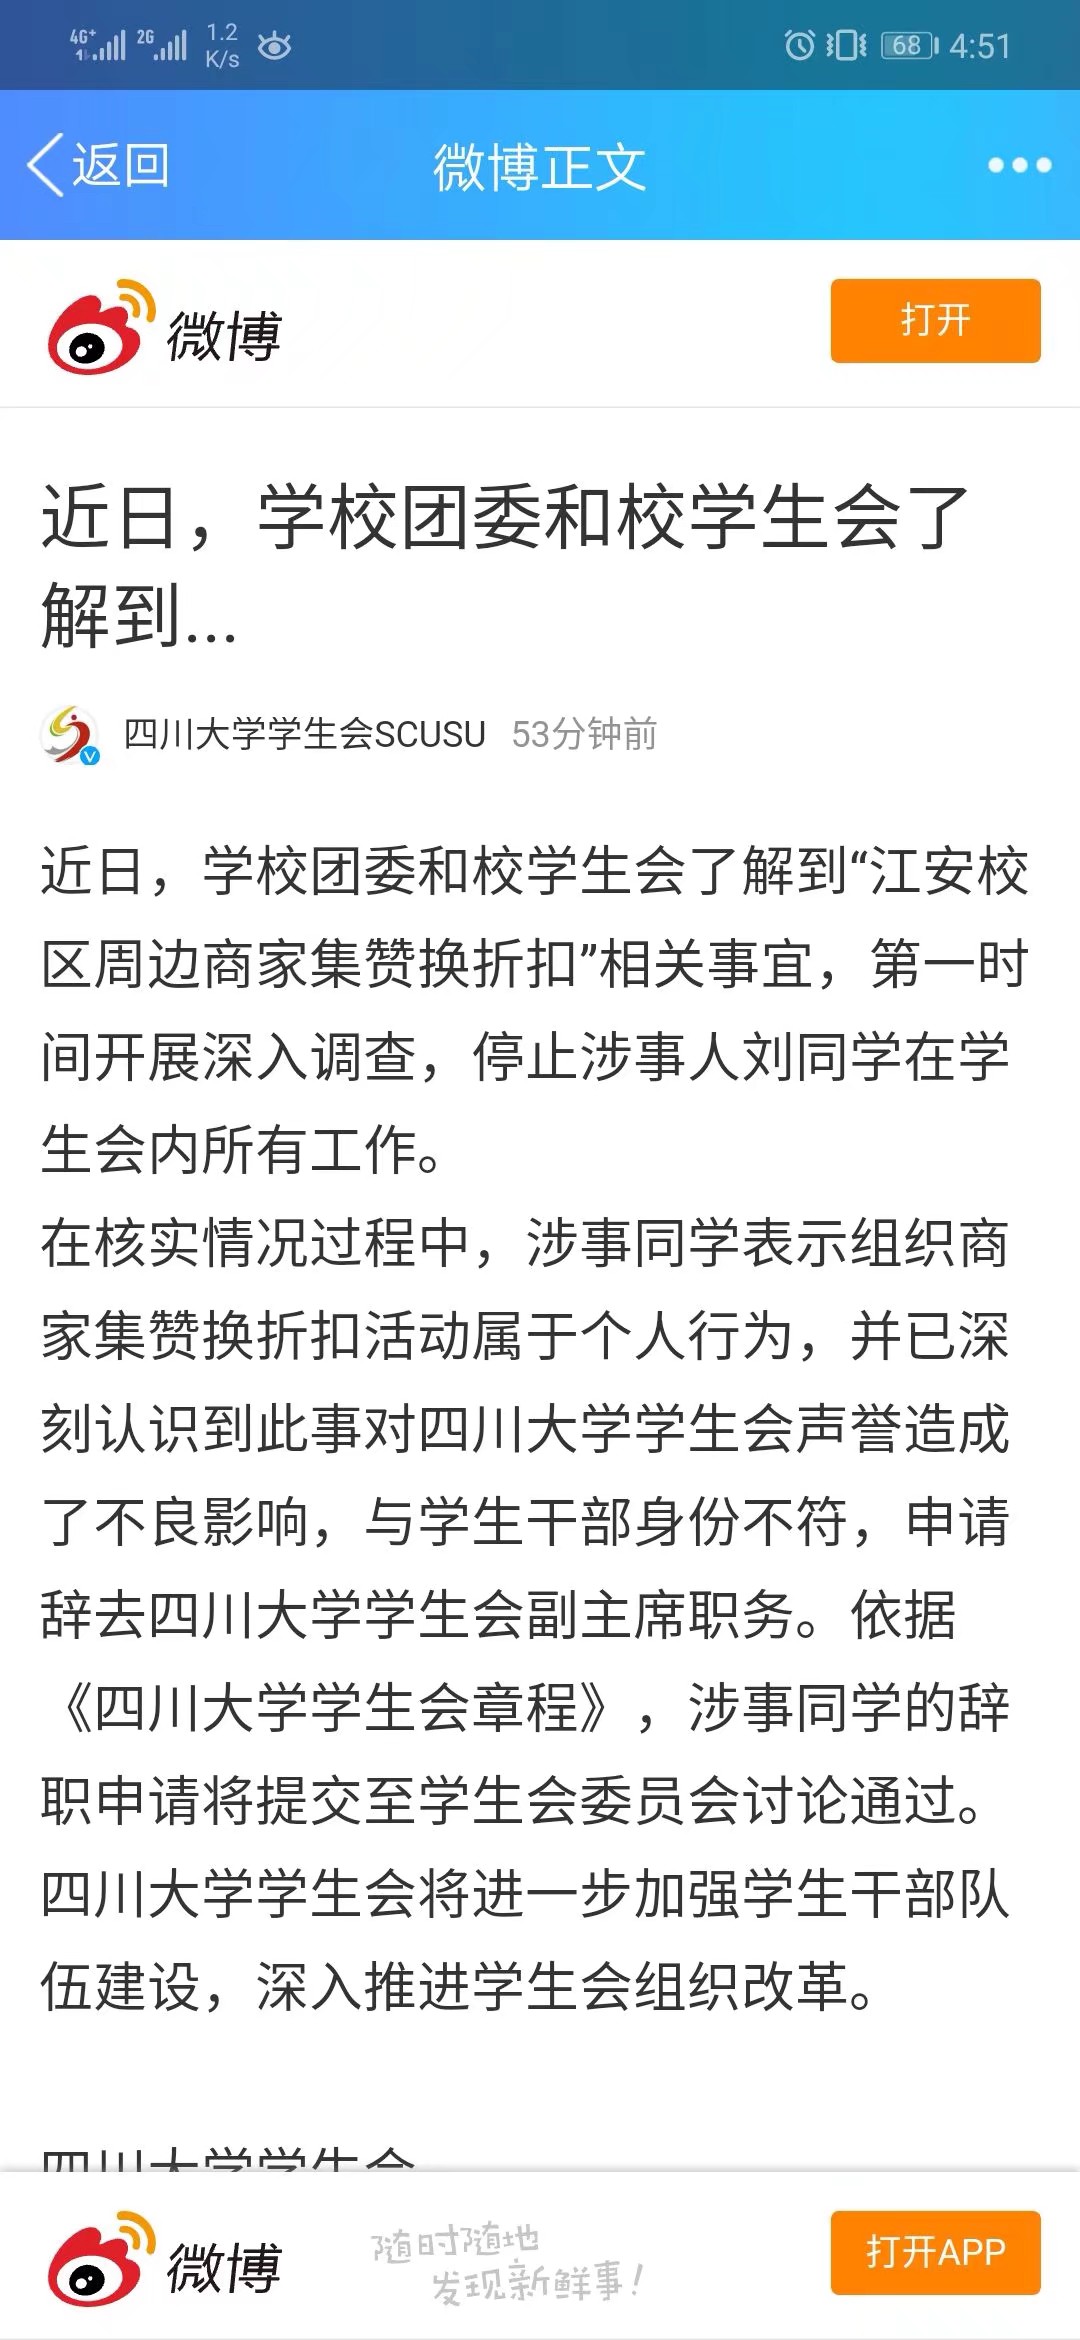 4G+ 2G 1.2 K/s 68 4:51
返回 微博正文
微博 打开
近日，学校团委和校学生会了
解到...
四川大学学生会SCUSU 53分钟前
近日，学校团委和校学生会了解到“江安校
区周边商家集赞换折扣”相关事宜，第一时
间开展深入调查，停止涉事人刘同学在学
生会内所有工作。
在核实情况过程中，涉事同学表示组织商
家集赞换折扣活动属于个人行为，并已深
刻认识到此事对四川大学学生会声誉造成
了不良影响，与学生干部身份不符，申请
辞去四川大学学生会副主席职务。依据
《四川大学学生会章程》，涉事同学的辞
职申请将提交至学生会委员会讨论通过。
四川大学学生会将进一步加强学生干部队
伍建设，深入推进学生会组织改革。
四川大学学生会
微博 随时随地 打开APP
发现新鲜事！